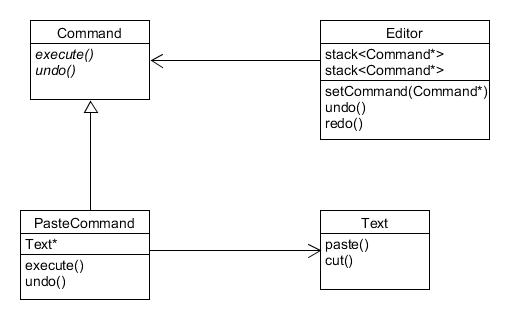 Command
execute()
undo()
Editor
stack<Command*>
stack<Command*>
setCommand(Command*)
undo()
redo()
PasteCommand
Text*
execute()
undo()
Text
paste()
cut()